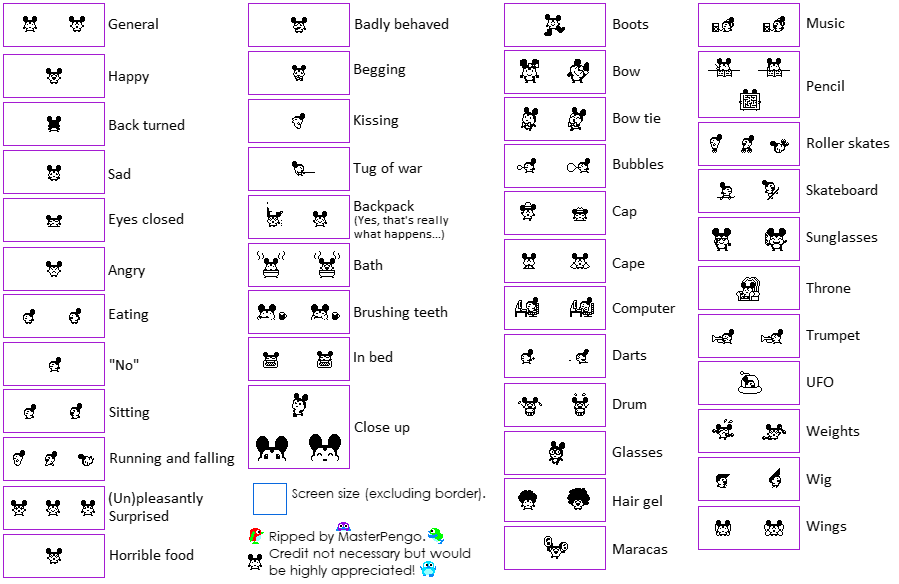 General
Happy
Back turned
Sad
Eyes closed
Angry
Eating
"No"
Sitting
Running and falling
(Un)pleasantly
Surprised
Horrible food
Badly behaved
Begging
Kissing
Tug of war
Backpack
(Yes, that's really
what happens...)
Bath
Brushing teeth
In bed
Close up
Screen size (excluding border).
Ripped by MasterPengo.
Credit not necessary but would
be highly appreciated!
Boots
Bow
Bow tie
Bubbles
Cap
Cape
Computer
Darts
Drum
Glasses
Hair gel
Maracas
Music
Pencil
Roller skates
Skateboard
Sunglasses
Throne
Trumpet
UFO
Weights
Wig
Wings